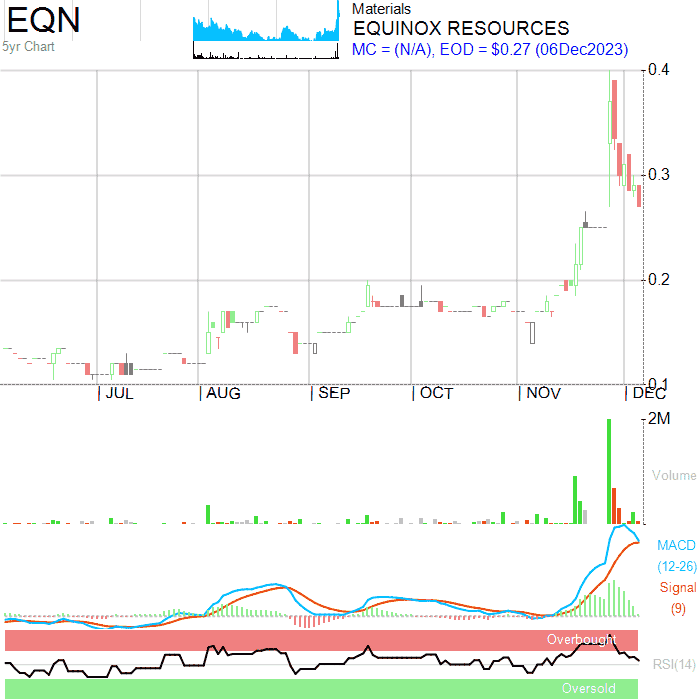 EQN
5yr Chart
Materials
EQUINOX RESOURCES
MC = (N/A), EOD = $0.27 (06Dec2023)
0.4
0.3
0.2
0.1
JUL AUG SEP OCT NOV DEC
2M
Volume
MACD
(12-26)
Signal
(9)
Overbought
RSI(14)
Oversold